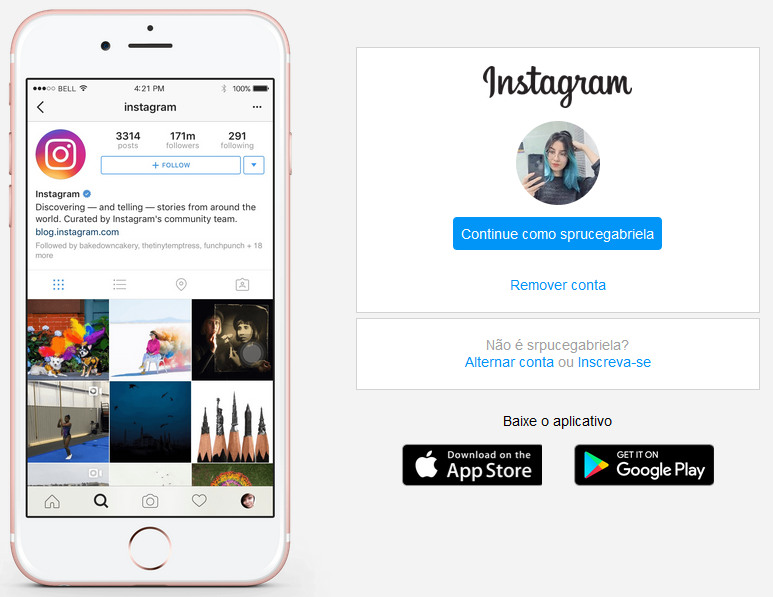 ●●●○○ BELL 4:21 PM 100%
instagram
3314 171m 291
posts followers following
+ FOLLOW
Instagram
Discovering — and telling — stories from around the
world. Curated by Instagram's community team.
blog.instagram.com
Followed by bakedowncakery, thetinytemptress, funchpunch + 18
more
Instagram
Continue como sprucegabriela
Remover conta
Não é srpucegabriela?
Alternar conta ou Inscreva-se
Baixe o aplicativo
Download on the
App Store
GET IT ON
Google Play